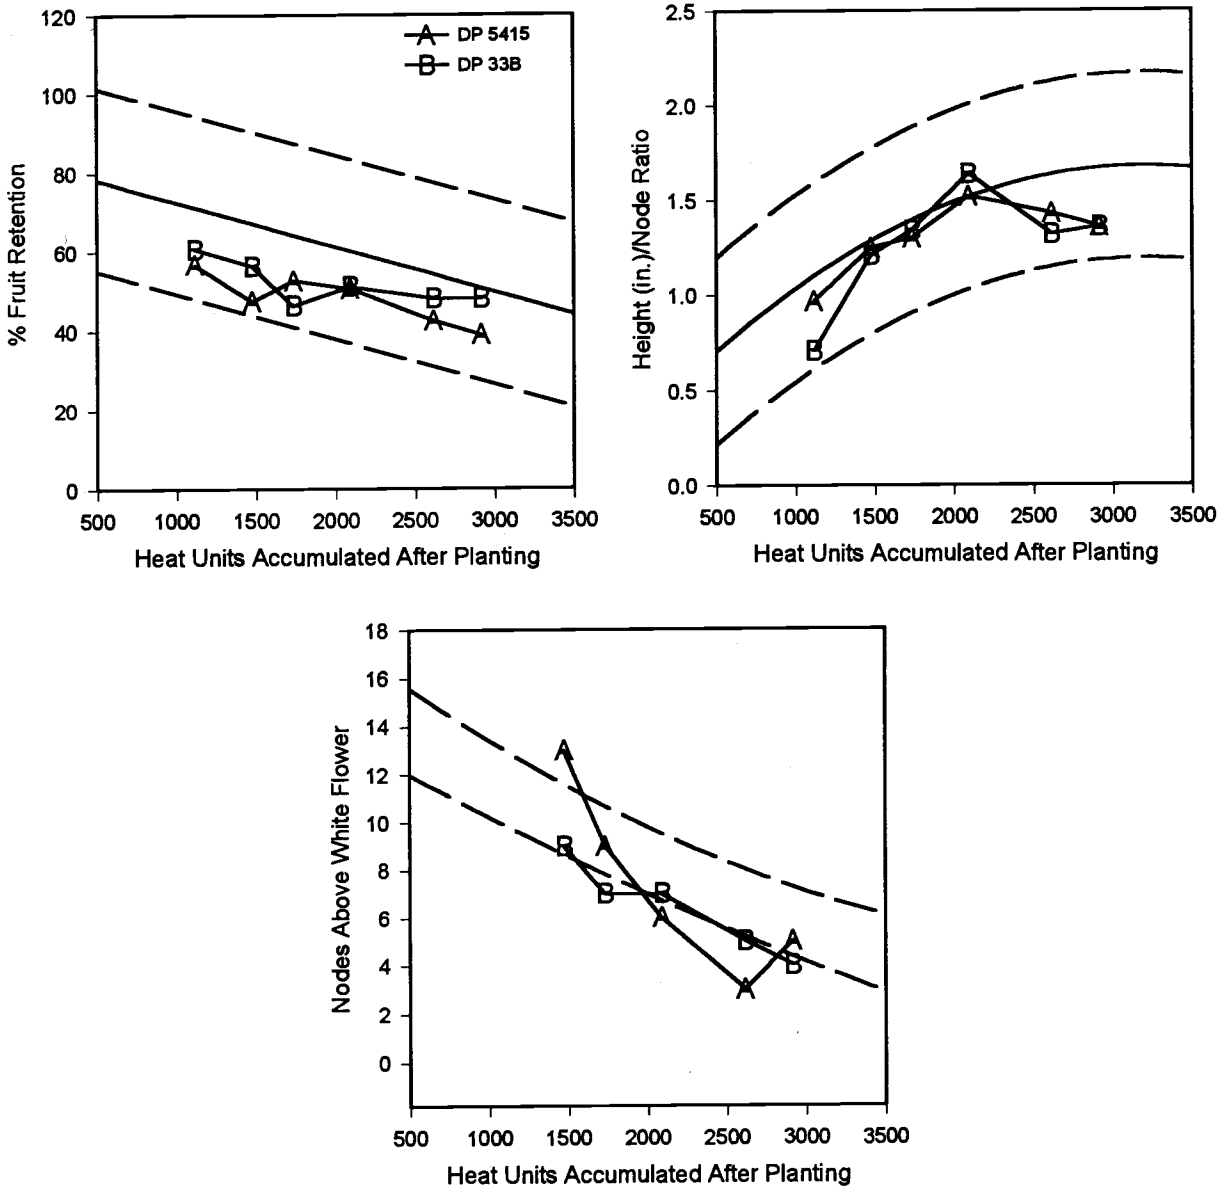 120
100
80
60
40
20
0
% Fruit Retention
A DP 5415
B DP 33B
A A A A A A
B B B B B B
500 1000 1500 2000 2500 3000 3500
Heat Units Accumulated After Planting
2.5
2.0
1.5
1.0
0.5
0.0
Height (in.)/Node Ratio
A A A A A A
B B B B B B
500 1000 1500 2000 2500 3000 3500
Heat Units Accumulated After Planting
18
16
14
12
10
8
6
4
2
0
Nodes Above White Flower
A A A A A
B B B B B
500 1000 1500 2000 2500 3000 3500
Heat Units Accumulated After Planting